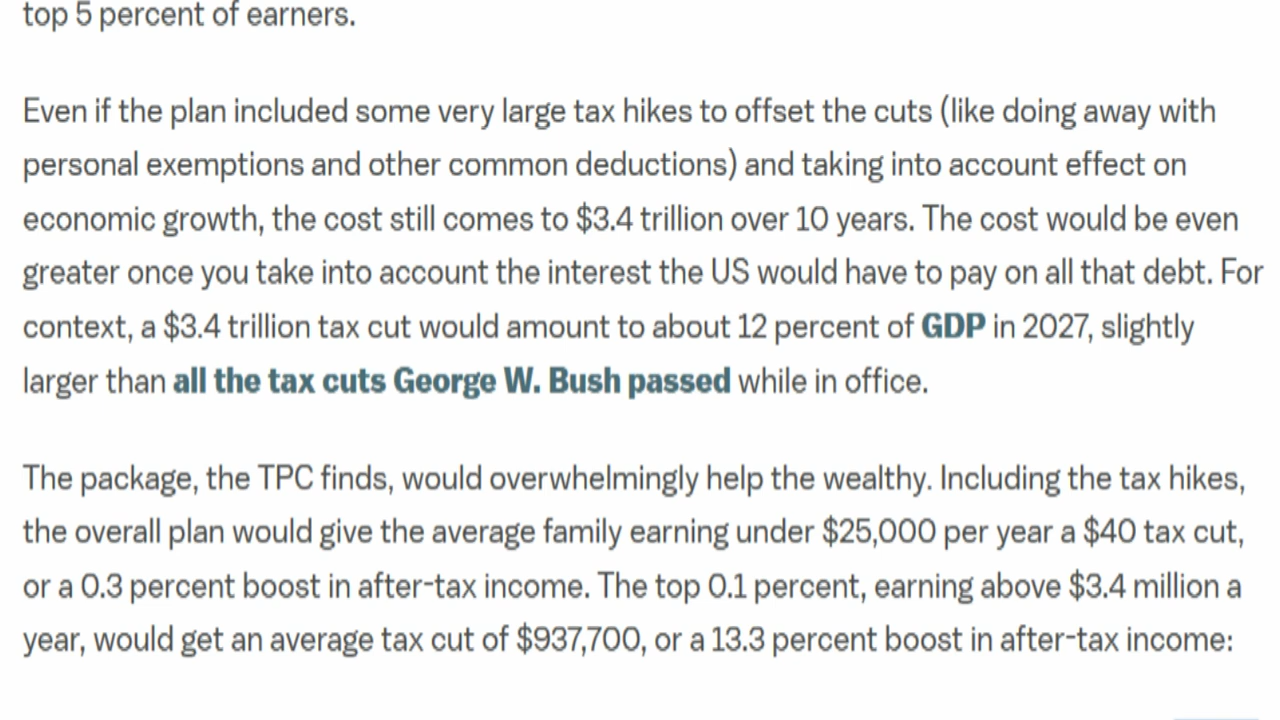 top 5 percent of earners.
Even if the plan included some very large tax hikes to offset the cuts (like doing away with
personal exemptions and other common deductions) and taking into account effect on
economic growth, the cost still comes to $3.4 trillion over 10 years. The cost would be even
greater once you take into account the interest the US would have to pay on all that debt. For
context, a $3.4 trillion tax cut would amount to about 12 percent of GDP in 2027, slightly
larger than all the tax cuts George W. Bush passed while in office.
The package, the TPC finds, would overwhelmingly help the wealthy. Including the tax hikes,
the overall plan would give the average family earning under $25,000 per year a $40 tax cut,
or a 0.3 percent boost in after-tax income. The top 0.1 percent, earning above $3.4 million a
year, would get an average tax cut of $937,700, or a 13.3 percent boost in after-tax income: